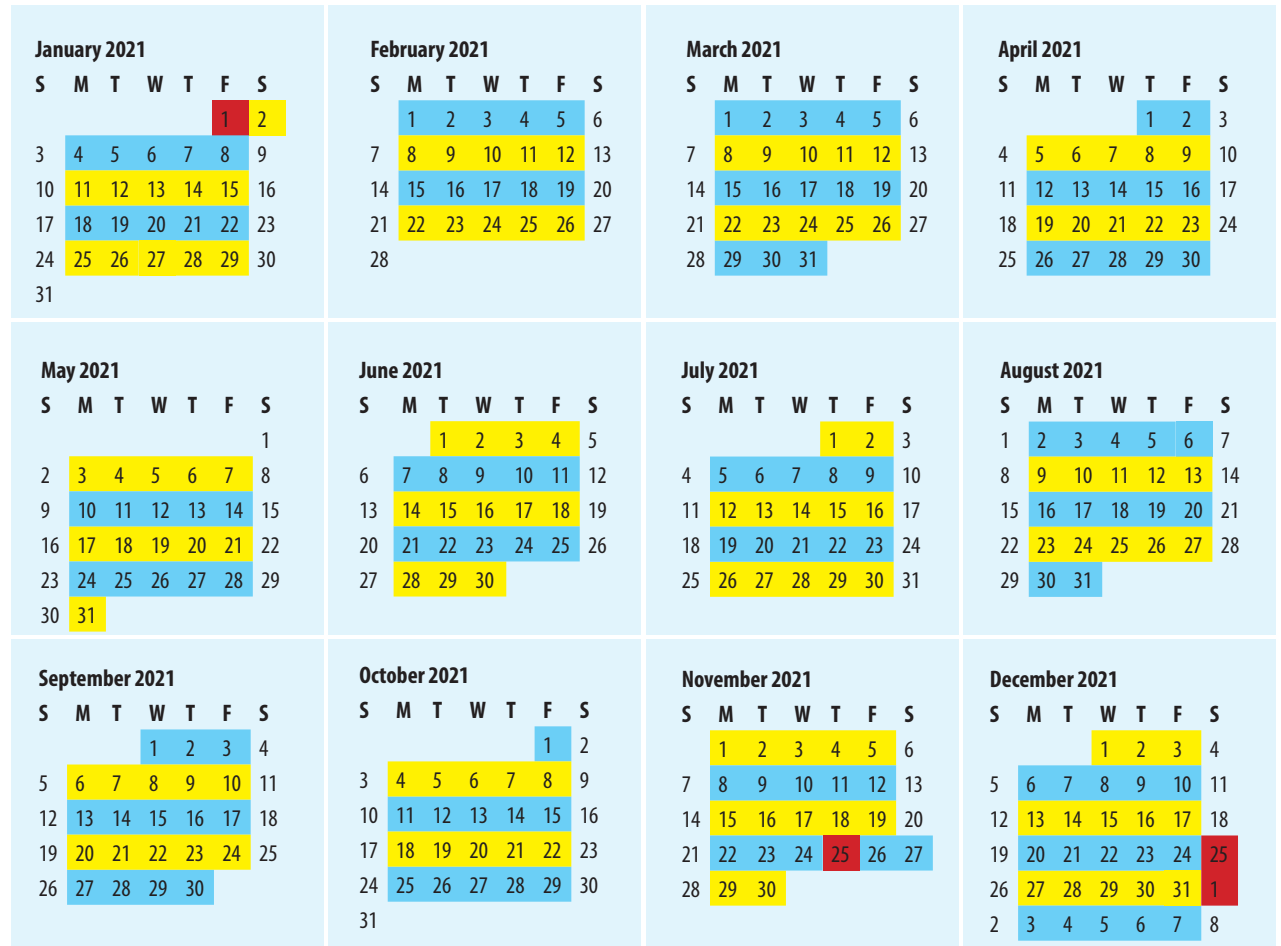 January 2021
S M T W T F S
1 2
3 4 5 6 7 8 9
10 11 12 13 14 15 16
17 18 19 20 21 22 23
24 25 26 27 28 29 30
31
February 2021
S M T W T F S
1 2 3 4 5 6
7 8 9 10 11 12 13
14 15 16 17 18 19 20
21 22 23 24 25 26 27
28
March 2021
S M T W T F S
1 2 3 4 5 6
7 8 9 10 11 12 13
14 15 16 17 18 19 20
21 22 23 24 25 26 27
28 29 30 31
April 2021
S M T W T F S
1 2 3
4 5 6 7 8 9 10
11 12 13 14 15 16 17
18 19 20 21 22 23 24
25 26 27 28 29 30
May 2021
S M T W T F S
1
2 3 4 5 6 7 8
9 10 11 12 13 14 15
16 17 18 19 20 21 22
23 24 25 26 27 28 29
30 31
June 2021
S M T W T F S
1 2 3 4 5
6 7 8 9 10 11 12
13 14 15 16 17 18 19
20 21 22 23 24 25 26
27 28 29 30
July 2021
S M T W T F S
1 2 3
4 5 6 7 8 9 10
11 12 13 14 15 16 17
18 19 20 21 22 23 24
25 26 27 28 29 30 31
August 2021
S M T W T F S
1 2 3 4 5 6 7
8 9 10 11 12 13 14
15 16 17 18 19 20 21
22 23 24 25 26 27 28
29 30 31
September 2021
S M T W T F S
1 2 3 4
5 6 7 8 9 10 11
12 13 14 15 16 17 18
19 20 21 22 23 24 25
26 27 28 29 30
October 2021
S M T W T F S
1 2
3 4 5 6 7 8 9
10 11 12 13 14 15 16
17 18 19 20 21 22 23
24 25 26 27 28 29 30
31
November 2021
S M T W T F S
1 2 3 4 5 6
7 8 9 10 11 12 13
14 15 16 17 18 19 20
21 22 23 24 25 26 27
28 29 30
December 2021
S M T W T F S
1 2 3 4
5 6 7 8 9 10 11
12 13 14 15 16 17 18
19 20 21 22 23 24 25
26 27 28 29 30 31 1
2 3 4 5 6 7 8